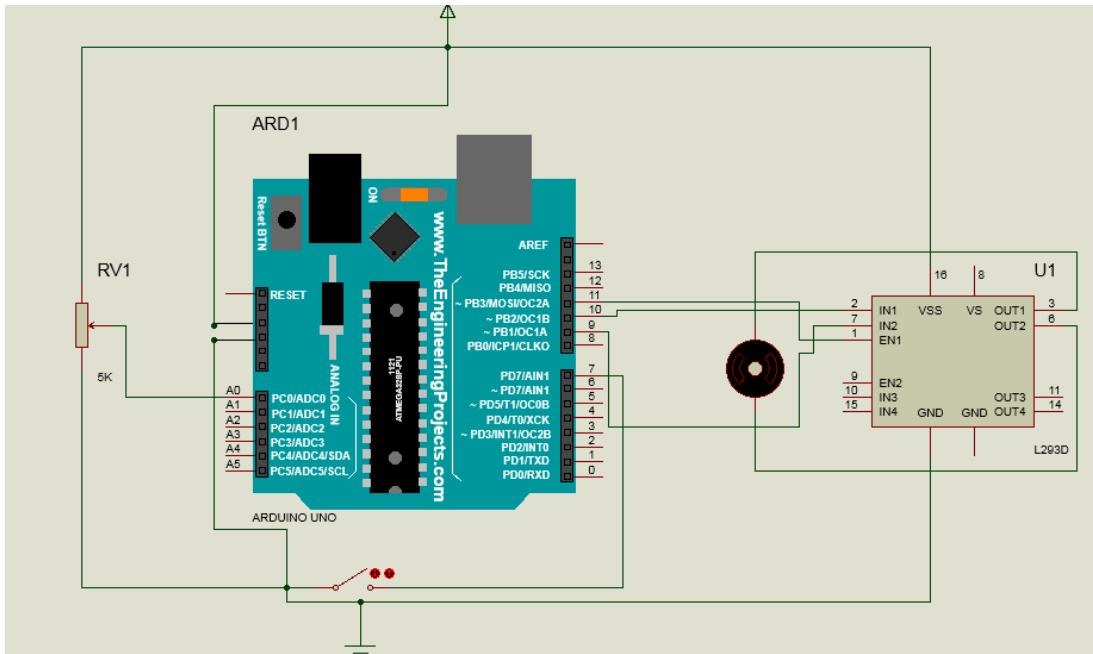 ARD1
Reset BTN
ON
www.TheEngineeringProjects.com
RV1
5K
RESET
AREF
PB5/SCK 13
PB4/MISO 12
~ PB3/MOSI/OC2A 11
~ PB2/OC1B 10
~ PB1/OC1A 9
PB0/ICP1/CLKO 8
PD7/AIN1 7
~ PD7/AIN1 6
~ PD5/T1/OC0B 5
PD4/T0/XCK 4
~ PD3/INT1/OC2B 3
PD2/INT0 2
PD1/TXD 1
PD0/RXD 0
ANALOG IN
1121
ATMEGA328P-PU
A0 PC0/ADC0
A1 PC1/ADC1
A2 PC2/ADC2
A3 PC3/ADC3
A4 PC4/ADC4/SDA
A5 PC5/ADC5/SCL
ARDUINO UNO
U1
16 8
VSS VS
2 IN1 OUT1 3
7 IN2 OUT2 6
1 EN1
9 EN2
10 IN3 OUT3 11
15 IN4 OUT4 14
GND GND
L293D